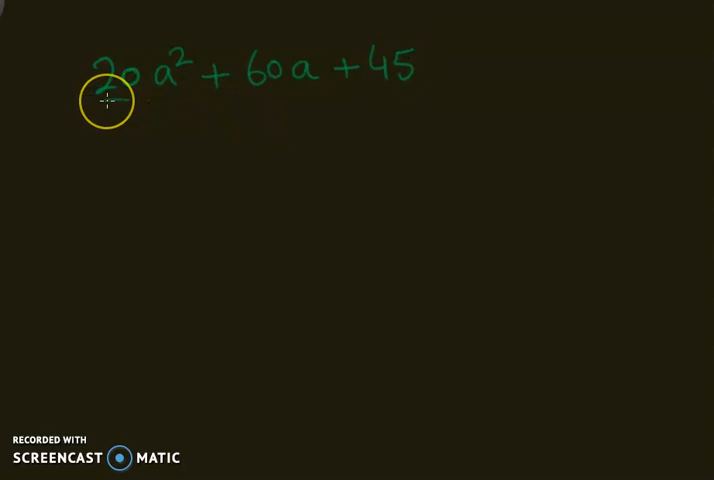 20a² + 60a + 45
RECORDED WITH
SCREENCAST MATIC